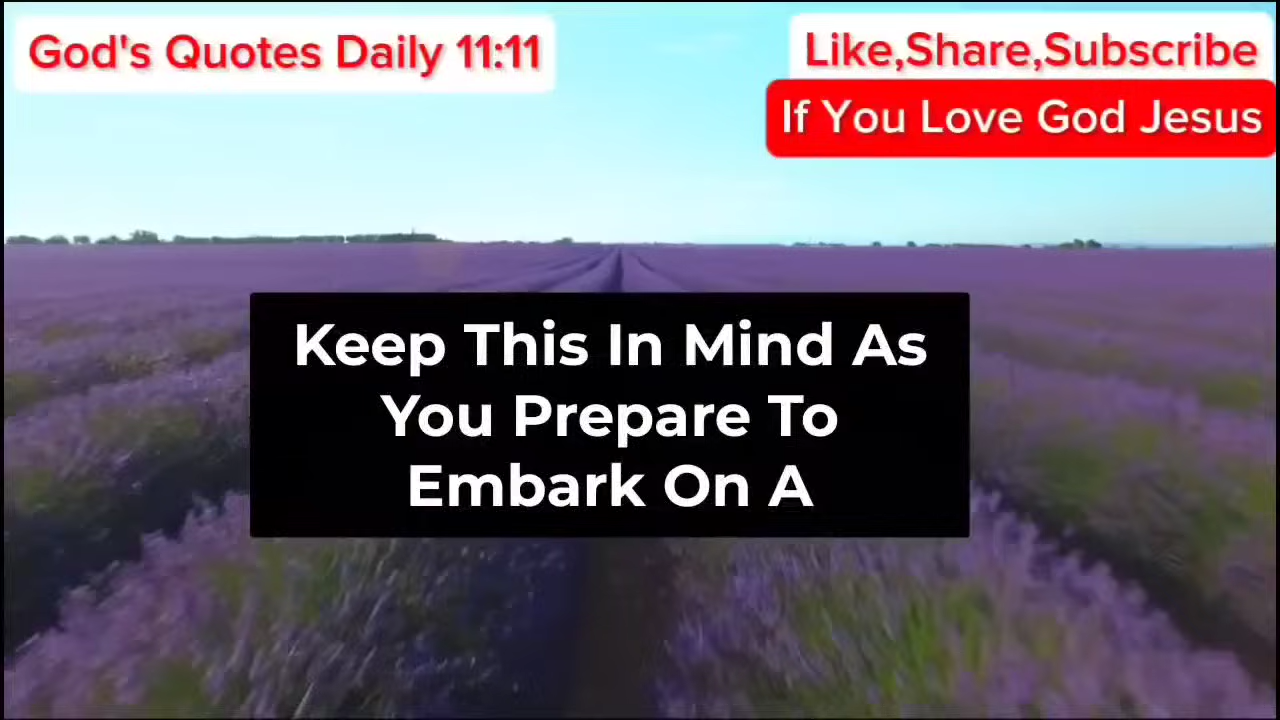 God's Quotes Daily 11:11
Like,Share,Subscribe
If You Love God Jesus
Keep This In Mind As
You Prepare To
Embark On A